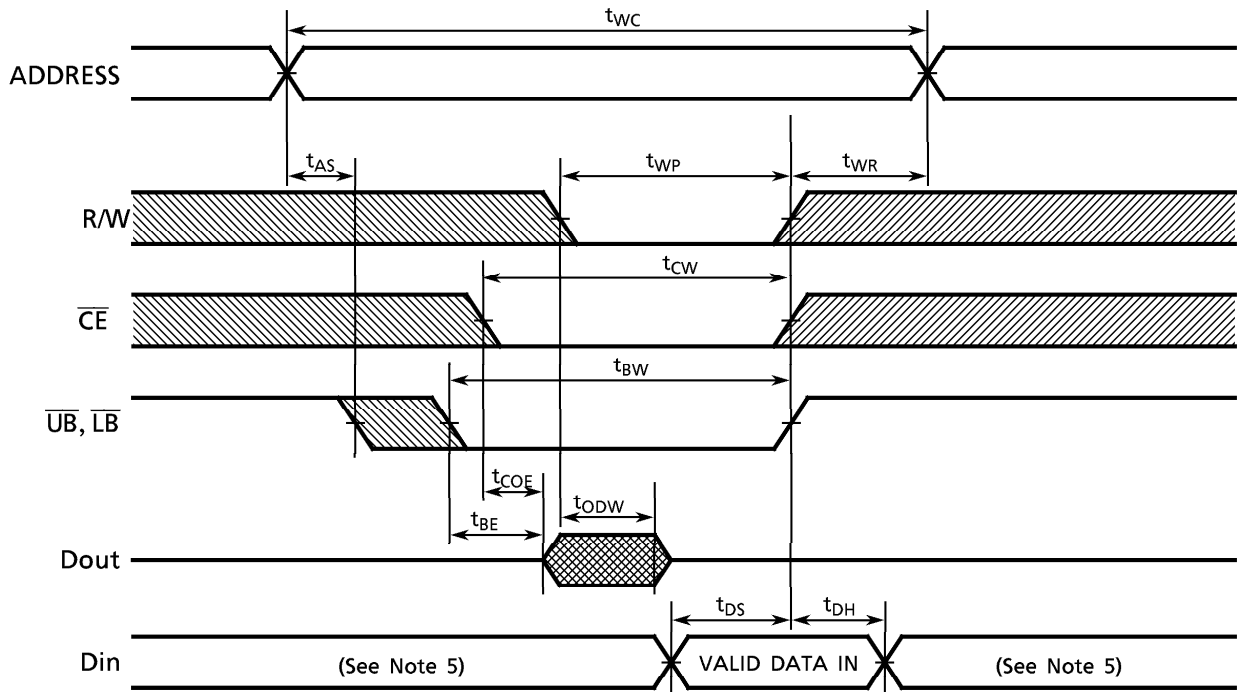 tWC
ADDRESS
tAS
tWP
tWR
R/W
tCW
CE
tBW
UB, LB
tCOE
tODW
tBE
Dout
tDS
tDH
Din
(See Note 5)
VALID DATA IN
(See Note 5)